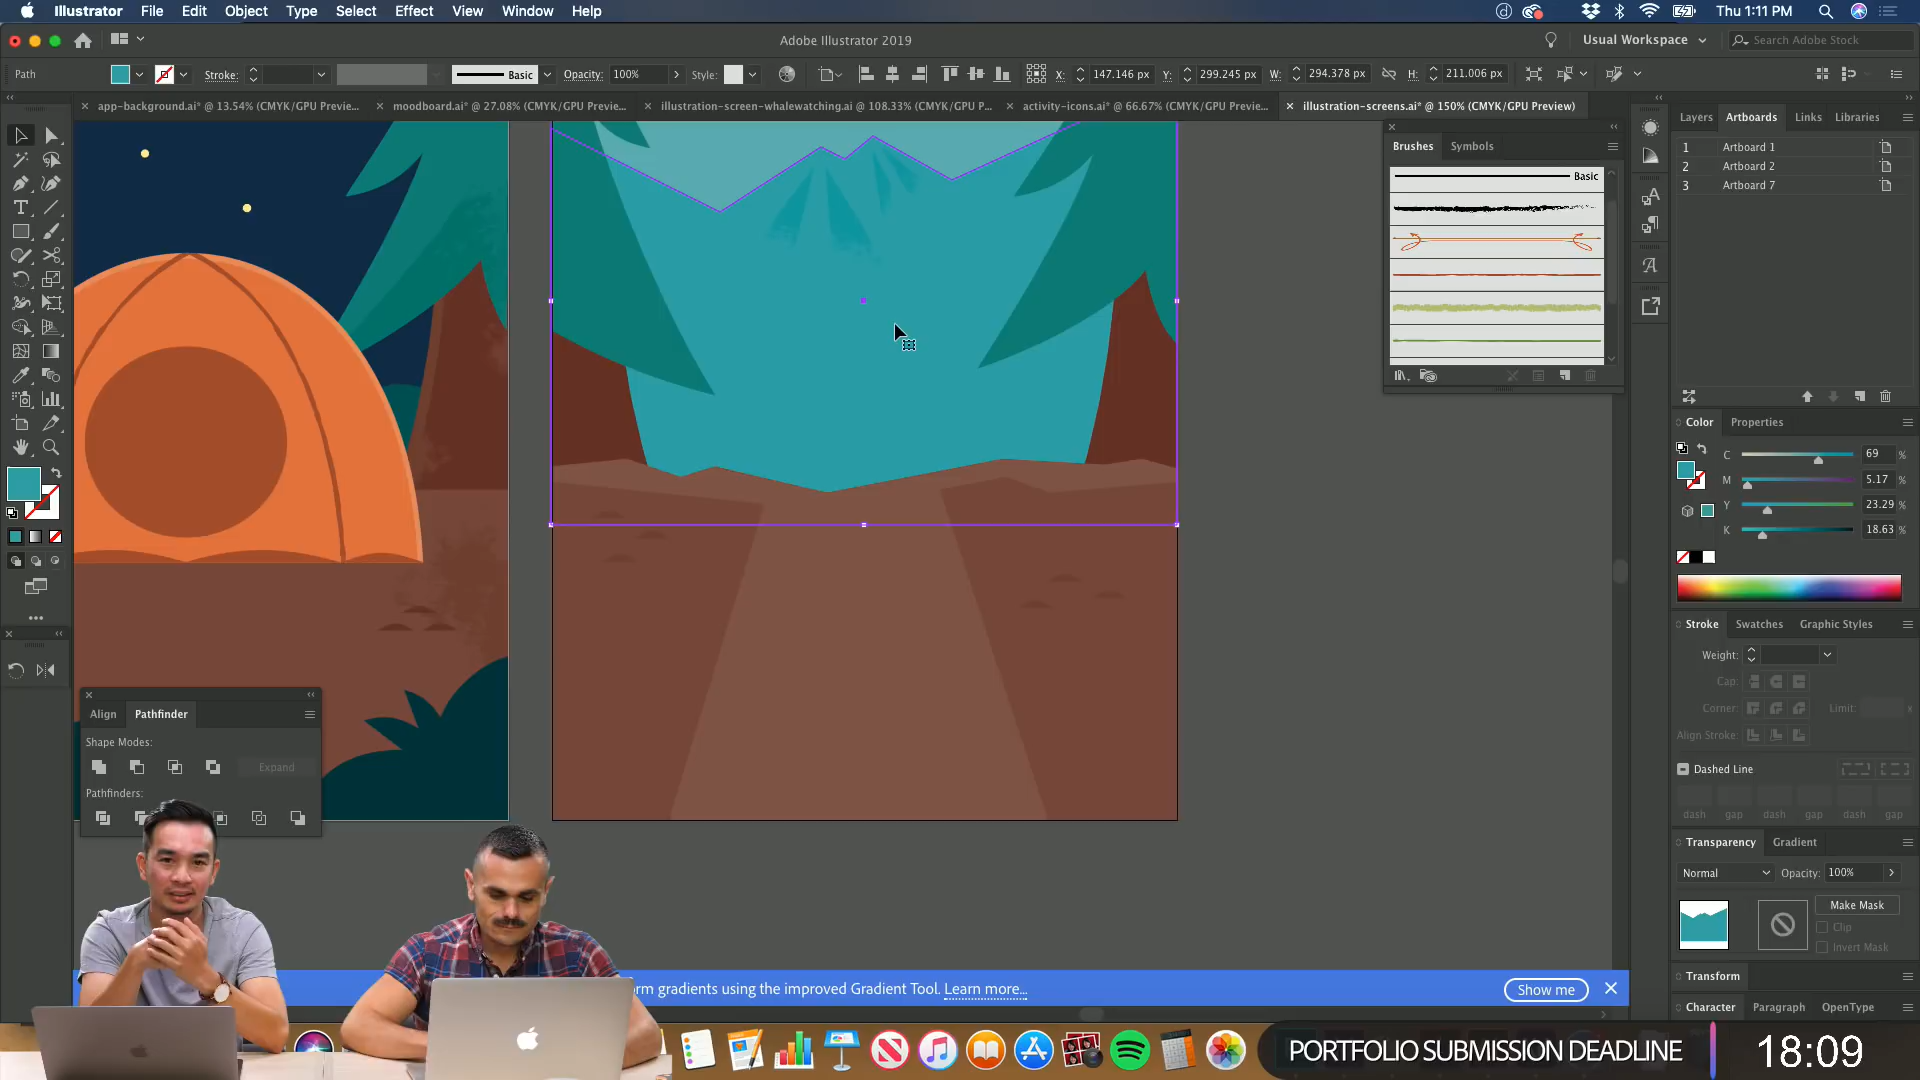 Illustrator File Edit Object Type Select Effect View Window Help
Thu 1:11 PM
Adobe Illustrator 2019
Usual Workspace
Search Adobe Stock
Path
Stroke:
Basic
Opacity: 100%
Style:
X: 147.146 px Y: 299.245 px W: 294.378 px H: 211.006 px
app-background.ai* @ 13.54% (CMYK/GPU Previe...
moodboard.ai* @ 27.08% (CMYK/GPU Previe...
illustration-screen-whalewatching.ai @ 108.33% (CMYK/GPU P...
activity-icons.ai* @ 66.67% (CMYK/GPU Previe...
illustration-screens.ai* @ 150% (CMYK/GPU Preview)
Brushes Symbols
Basic
Layers Artboards Links Libraries
1 Artboard 1
2 Artboard 2
3 Artboard 7
Color Properties
C 69 %
M 5.17 %
Y 23.29 %
K 18.63 %
Stroke Swatches Graphic Styles
Weight:
Cap:
Corner: Limit: x
Align Stroke:
Dashed Line
dash gap dash gap dash gap
Transparency Gradient
Normal Opacity: 100%
Make Mask
Clip
Invert Mask
Transform
Character Paragraph OpenType
Align Pathfinder
Shape Modes:
Expand
Pathfinders:
gradients using the improved Gradient Tool. Learn more...
Show me
PORTFOLIO SUBMISSION DEADLINE 18:09